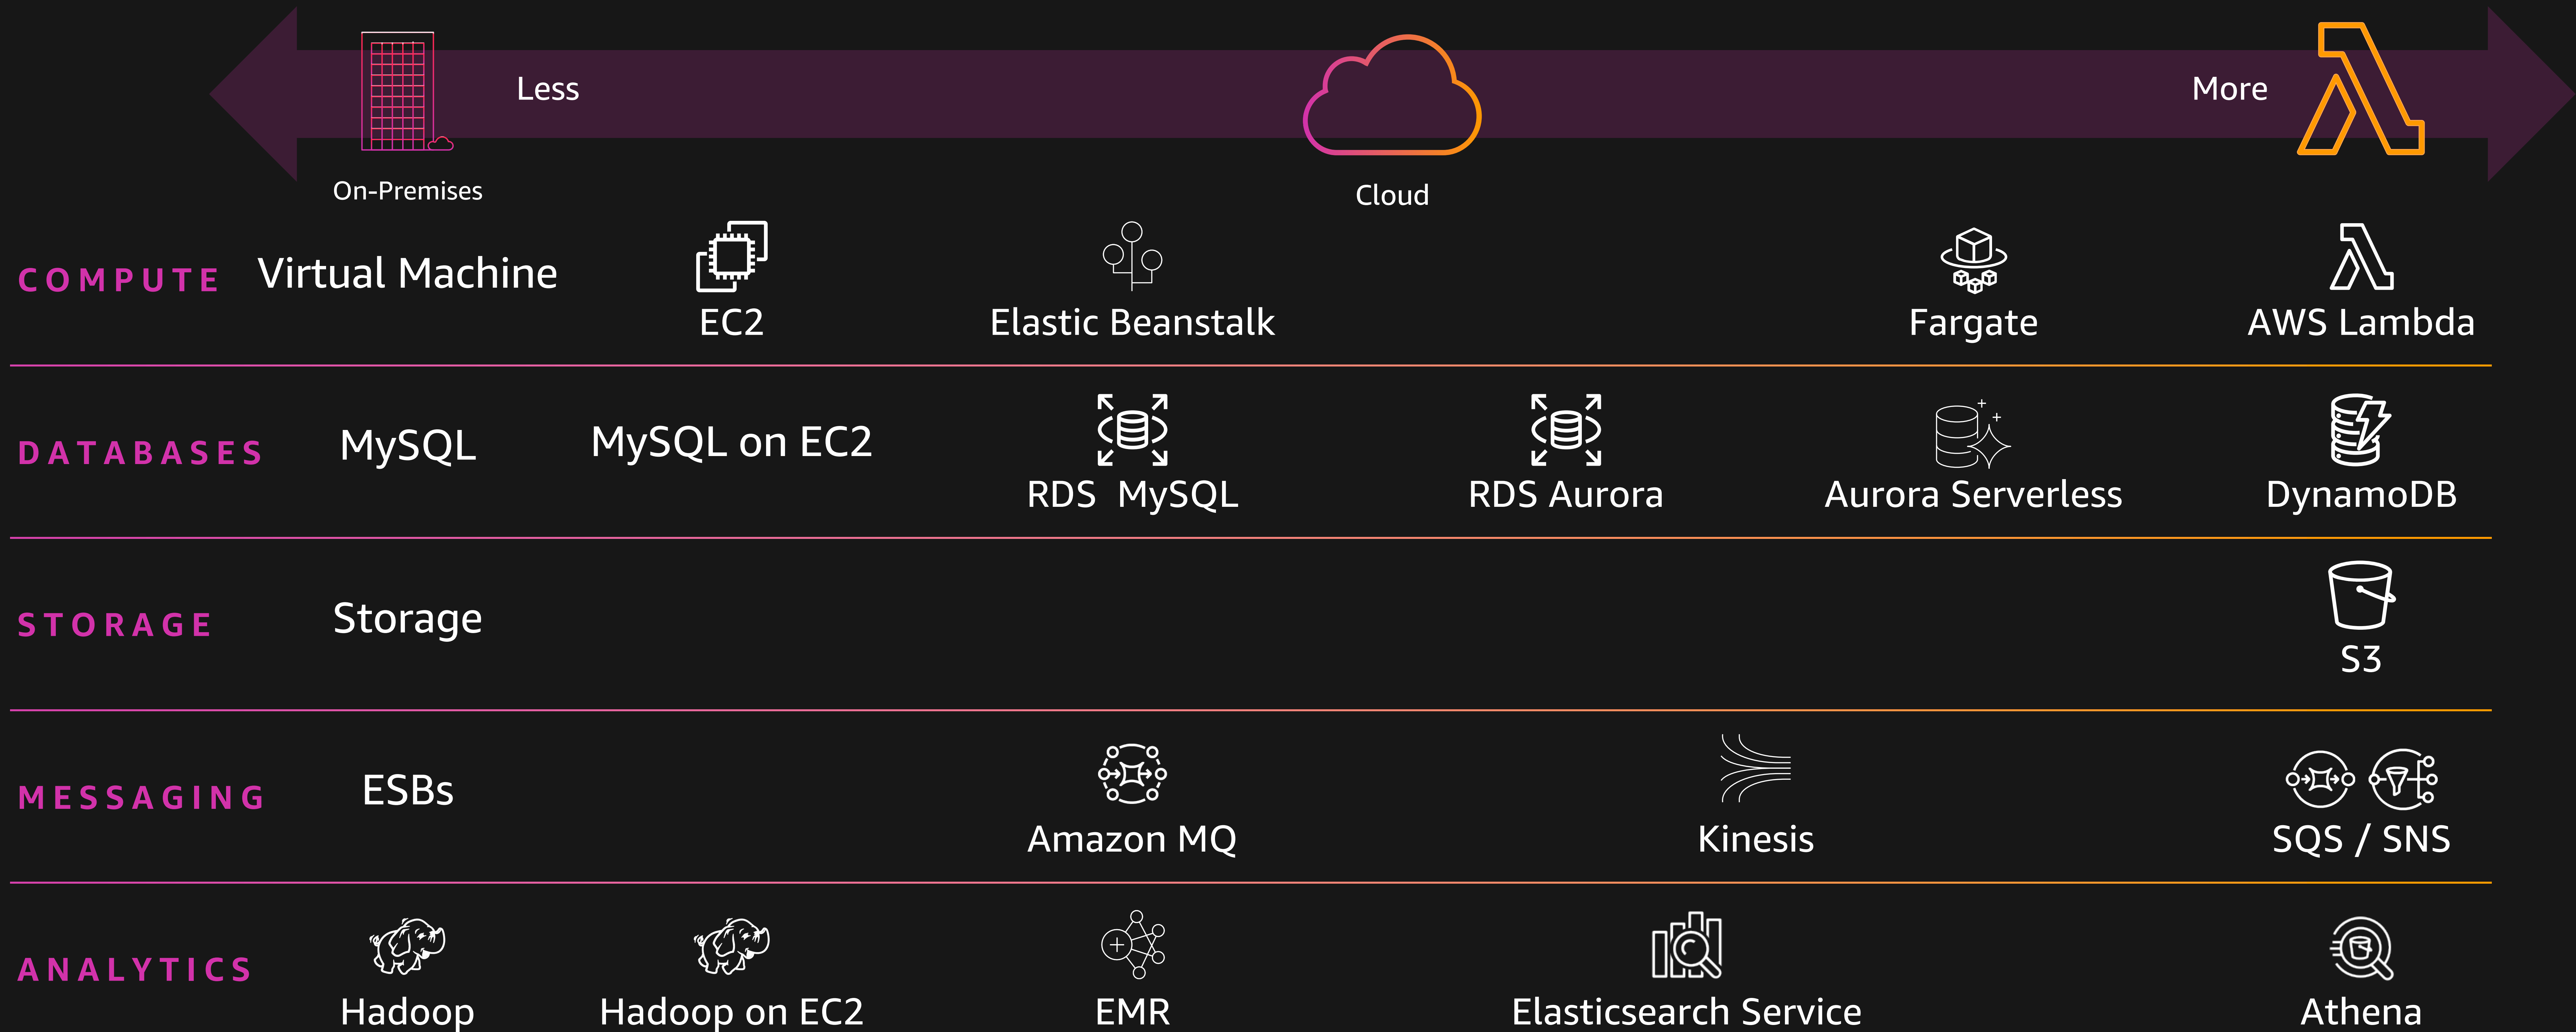 Less
More
On-Premises
Cloud
COMPUTE
Virtual Machine
EC2
Elastic Beanstalk
Fargate
AWS Lambda
DATABASES
MySQL
MySQL on EC2
RDS MySQL
RDS Aurora
Aurora Serverless
DynamoDB
STORAGE
Storage
S3
MESSAGING
ESBs
Amazon MQ
Kinesis
SQS / SNS
ANALYTICS
Hadoop
Hadoop on EC2
EMR
Elasticsearch Service
Athena